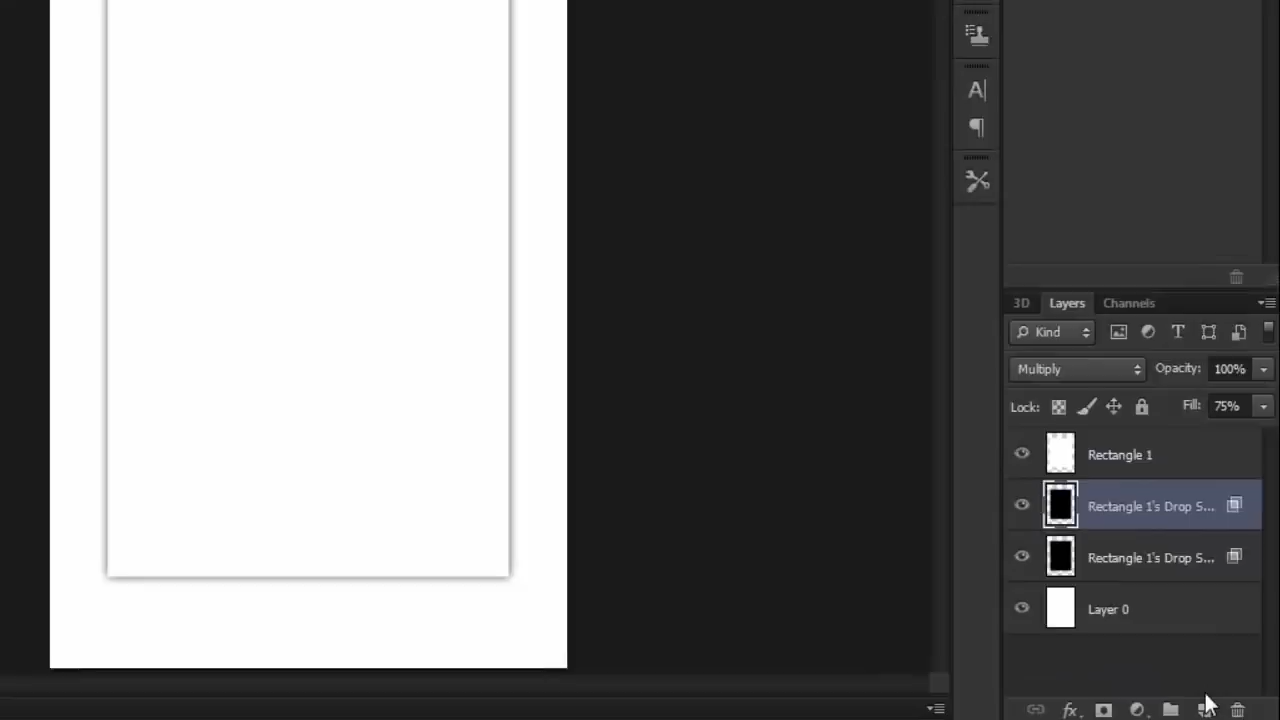 A
3D Layers Channels
Kind
T
Multiply Opacity: 100%
Lock: Fill: 75%
Rectangle 1
Rectangle 1's Drop S...
Rectangle 1's Drop S...
Layer 0
fx